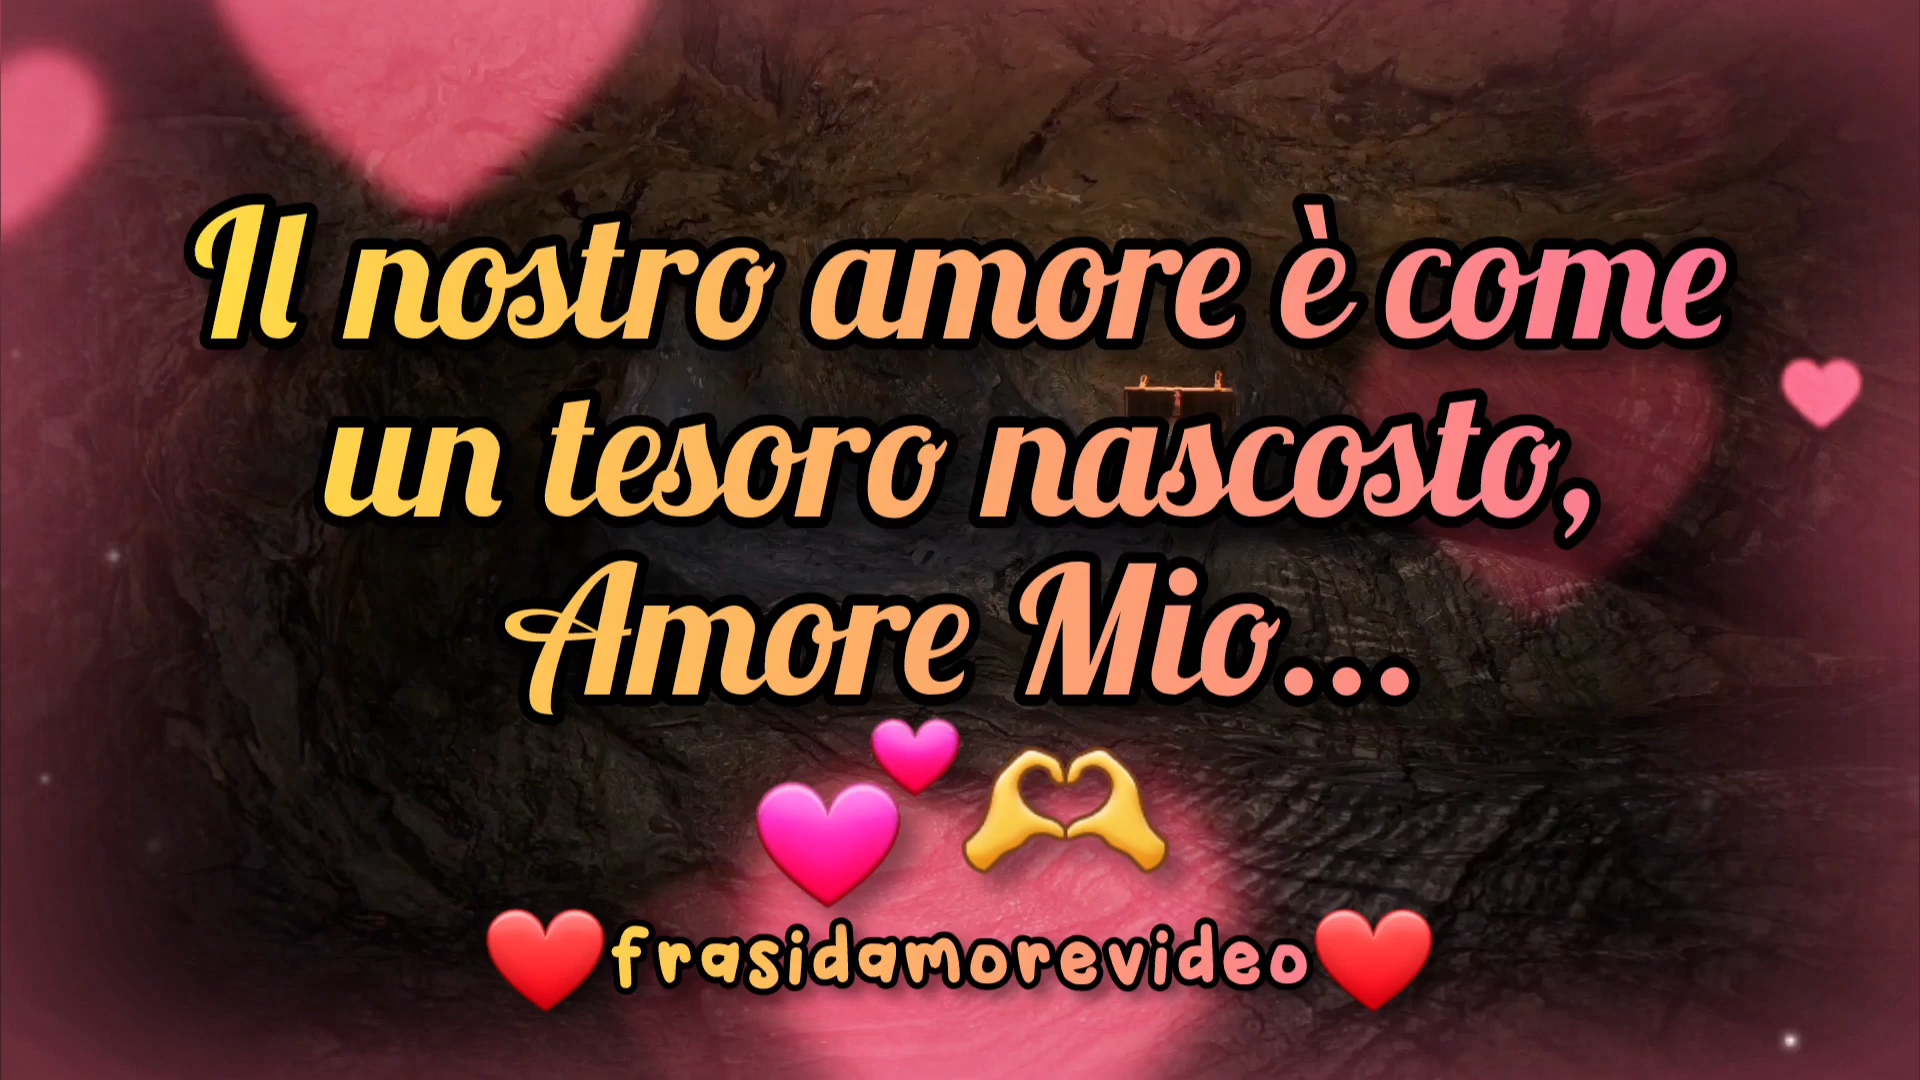 Il nostro amore è come
un tesoro nascosto,
Amore Mio...
💕🫶
❤️frasidamorevideo❤️